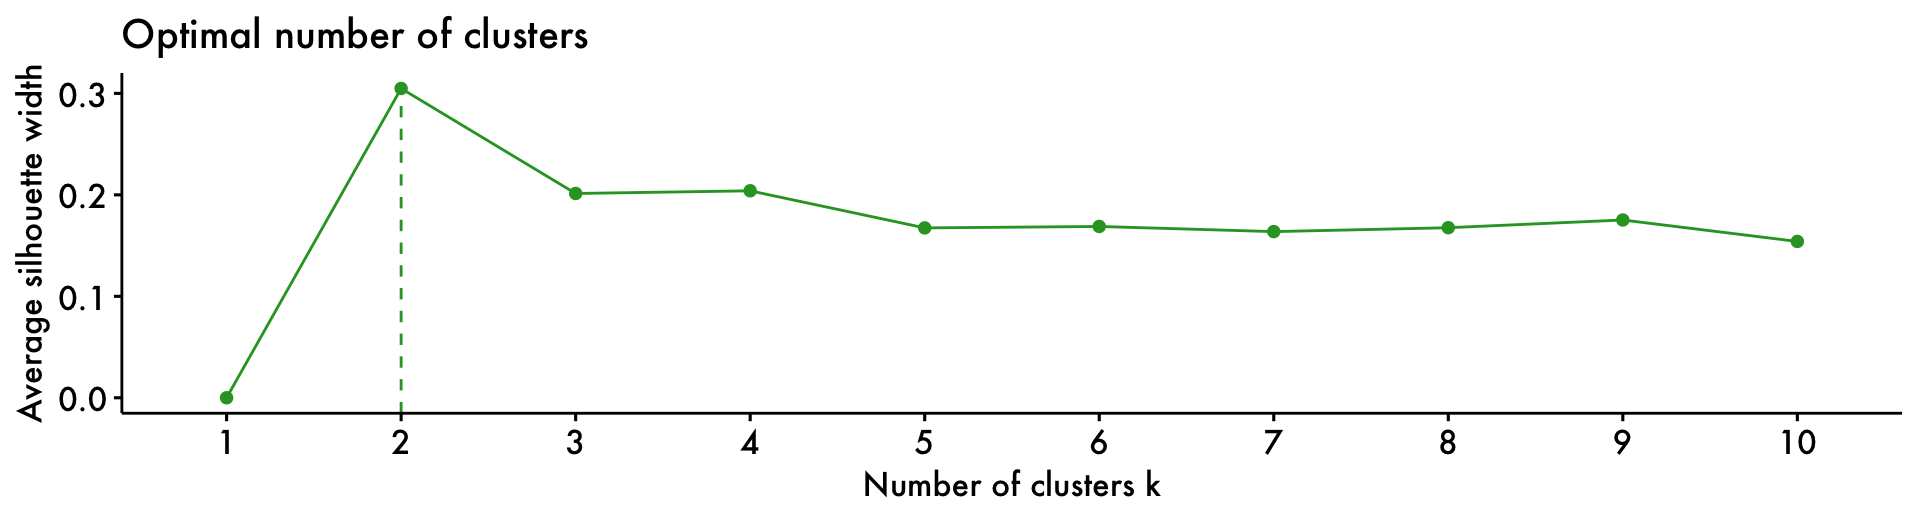 Optimal number of clusters
Average silhouette width
0.3
0.2
0.1
0.0
1 2 3 4 5 6 7 8 9 10
Number of clusters k